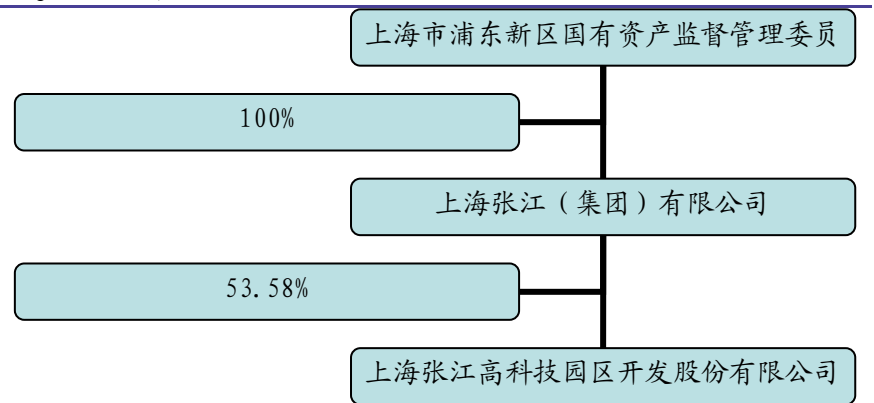 上海市浦东新区国有资产监督管理委员
100%
上海张江（集团）有限公司
53.58%
上海张江高科技园区开发股份有限公司